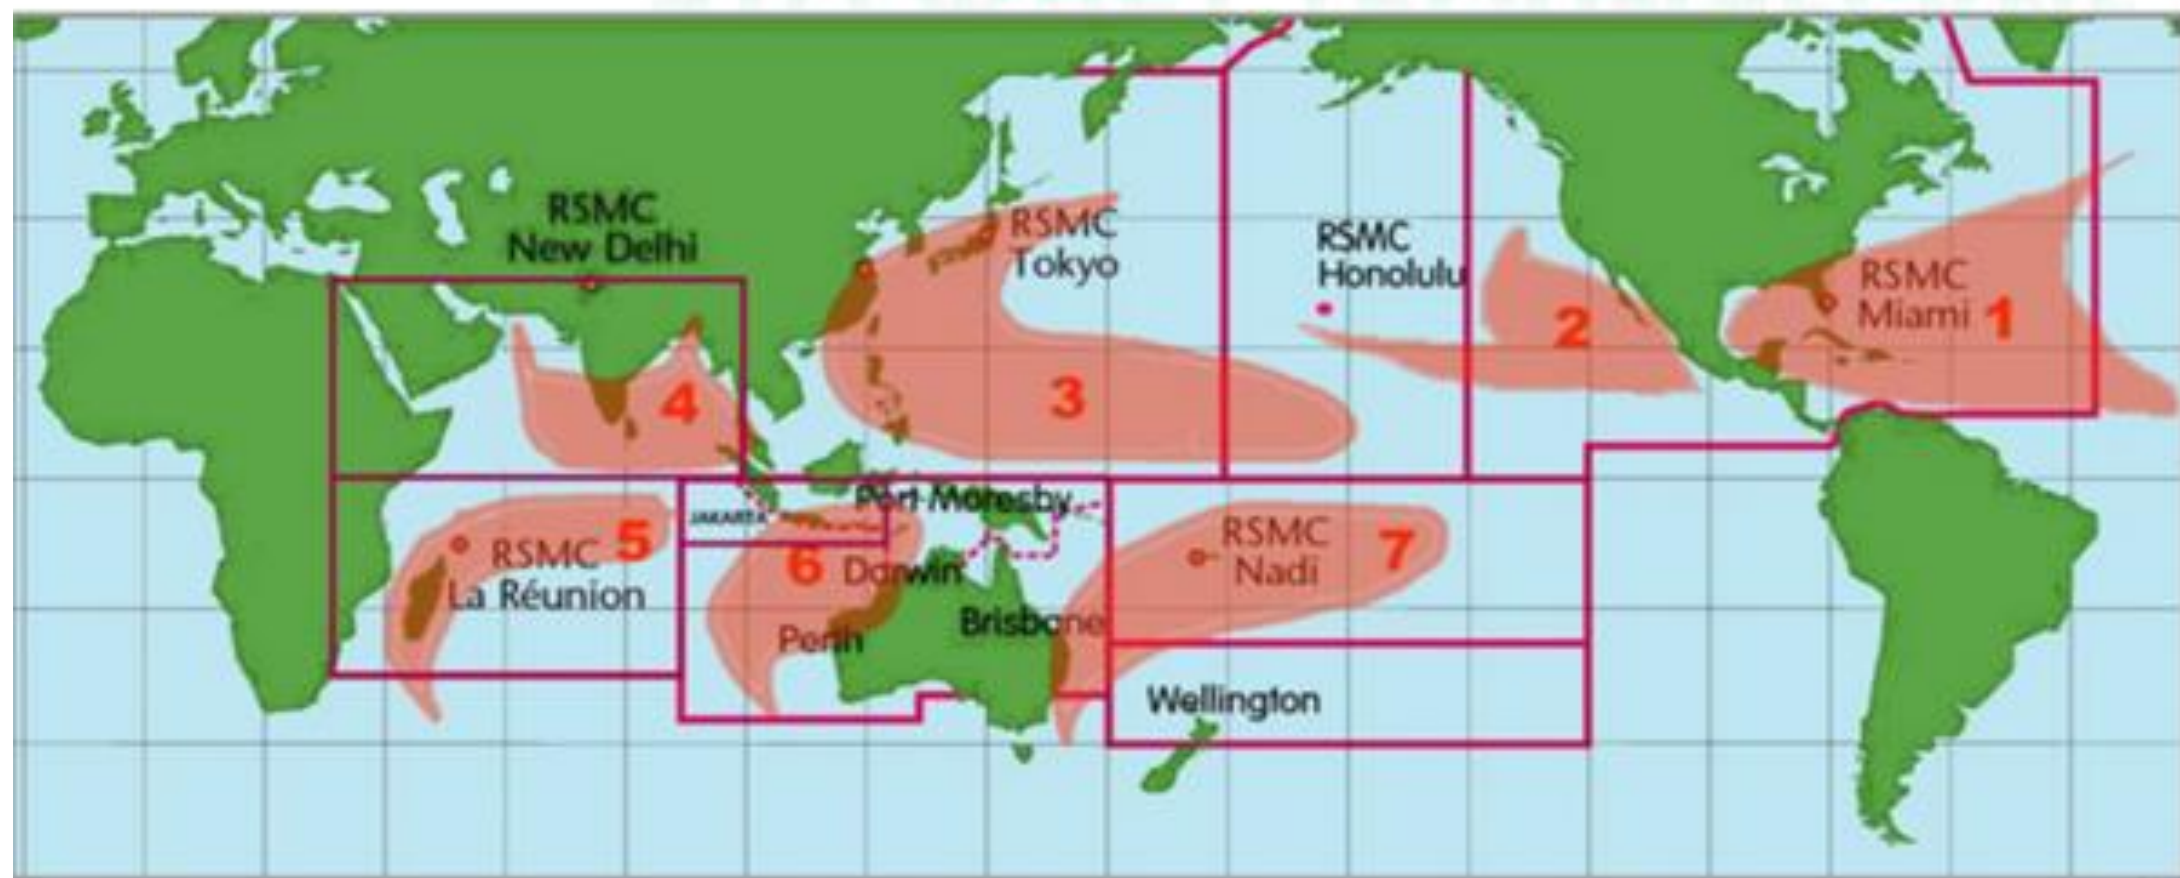 RSMC
New Delhi
RSMC
Tokyo
RSMC
Honolulu
RSMC
Miami
1
2
3
4
5
RSMC
La Réunion
JAKARTA
Port Moresby
6
Darwin
Perth
Brisbane
RSMC
Nadi
7
Wellington